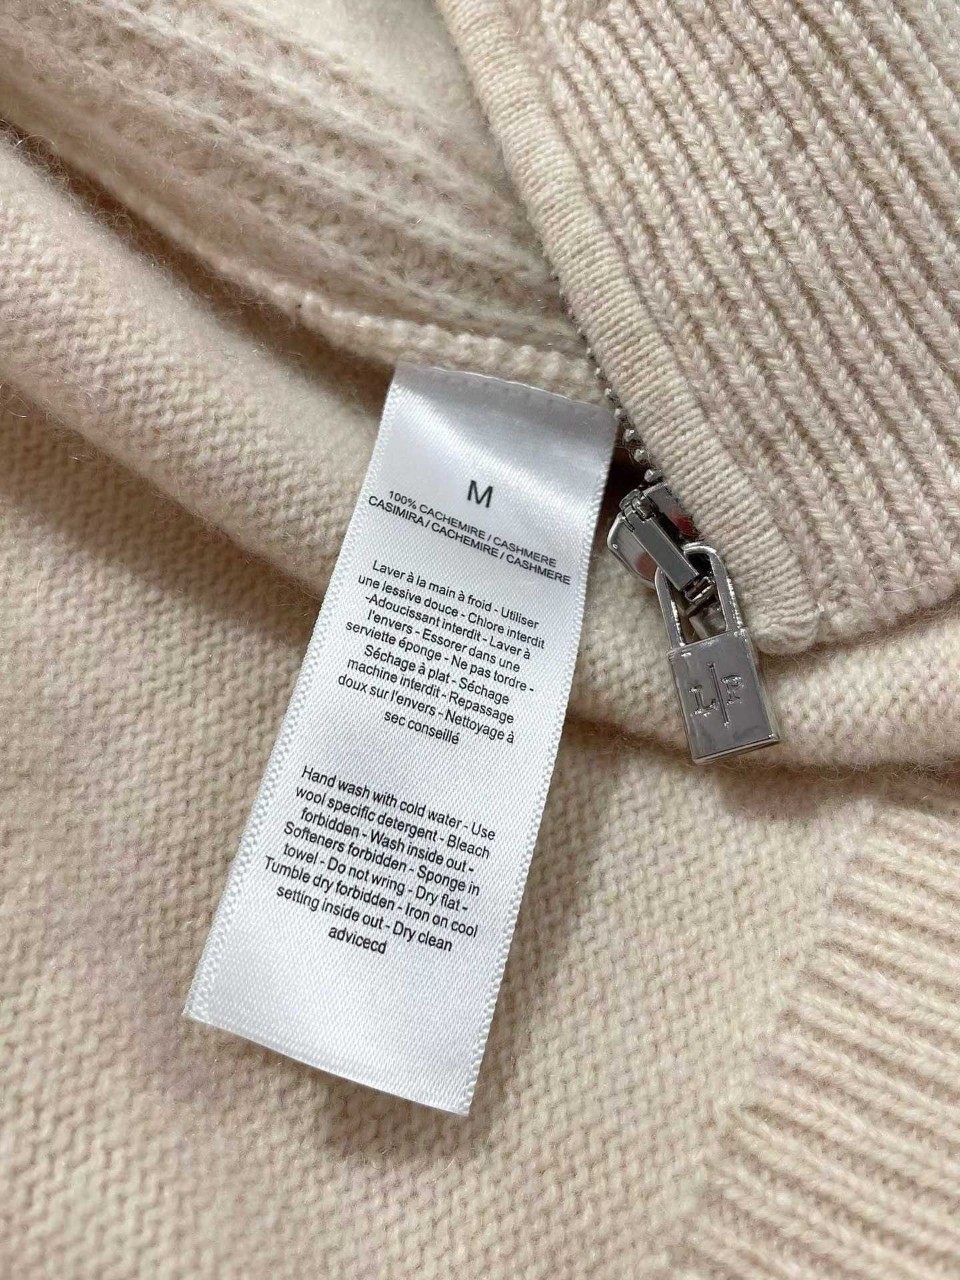 M
100% CACHEMIRE / CASHMERE
CASIMIRA / CACHEMIRE / CASHMERE
Laver à la main à froid - Utiliser
une lessive douce - Chlore interdit
-Adoucissant interdit - Laver à
l'envers - Essorer dans une
serviette éponge - Ne pas tordre -
Séchage à plat - Séchage
machine interdit - Repassage
doux sur l'envers - Nettoyage à
sec conseillé
Hand wash with cold water - Use
wool specific detergent - Bleach
forbidden - Wash inside out -
Softeners forbidden - Sponge in
towel - Do not wring - Dry flat -
Tumble dry forbidden - Iron on cool
setting inside out - Dry clean
advicecd
L/P